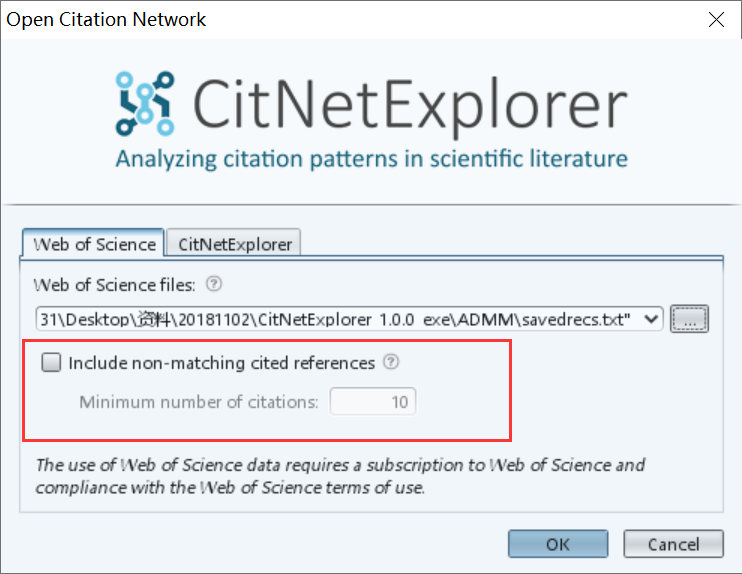 Open Citation Network
CitNetExplorer
Analyzing citation patterns in scientific literature
Web of Science
CitNetExplorer
Web of Science files: ?
31\Desktop\资料\20181102\CitNetExplorer 1.0.0 exe\ADMM\savedrecs.txt" ...
Include non-matching cited references ?
Minimum number of citations: 10
The use of Web of Science data requires a subscription to Web of Science and
compliance with the Web of Science terms of use.
OK
Cancel